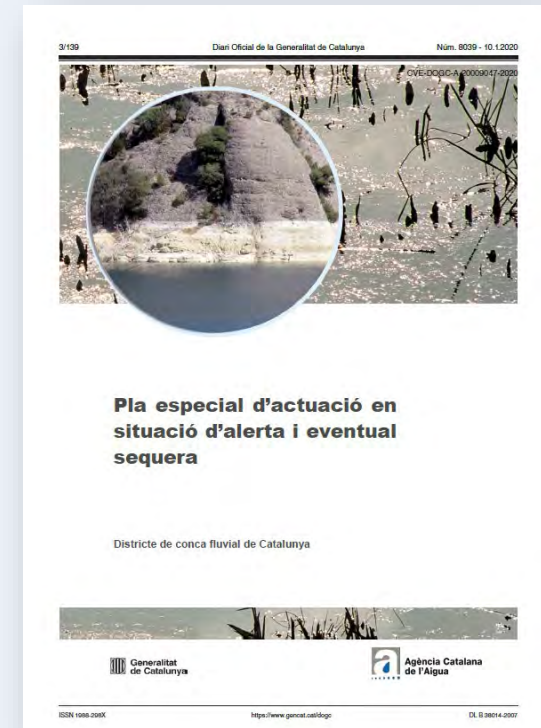 3/139 Diari Oficial de la Generalitat de Catalunya Núm. 8039 - 10.1.2020
CVE-DOGC-A-20009047-2020
Pla especial d'actuació en
situació d'alerta i eventual
sequera
Districte de conca fluvial de Catalunya
Generalitat
de Catalunya
Agència Catalana
de l'Aigua
ISSN 1988-298X https://www.gencat.cat/dogc DL B 38014-2007